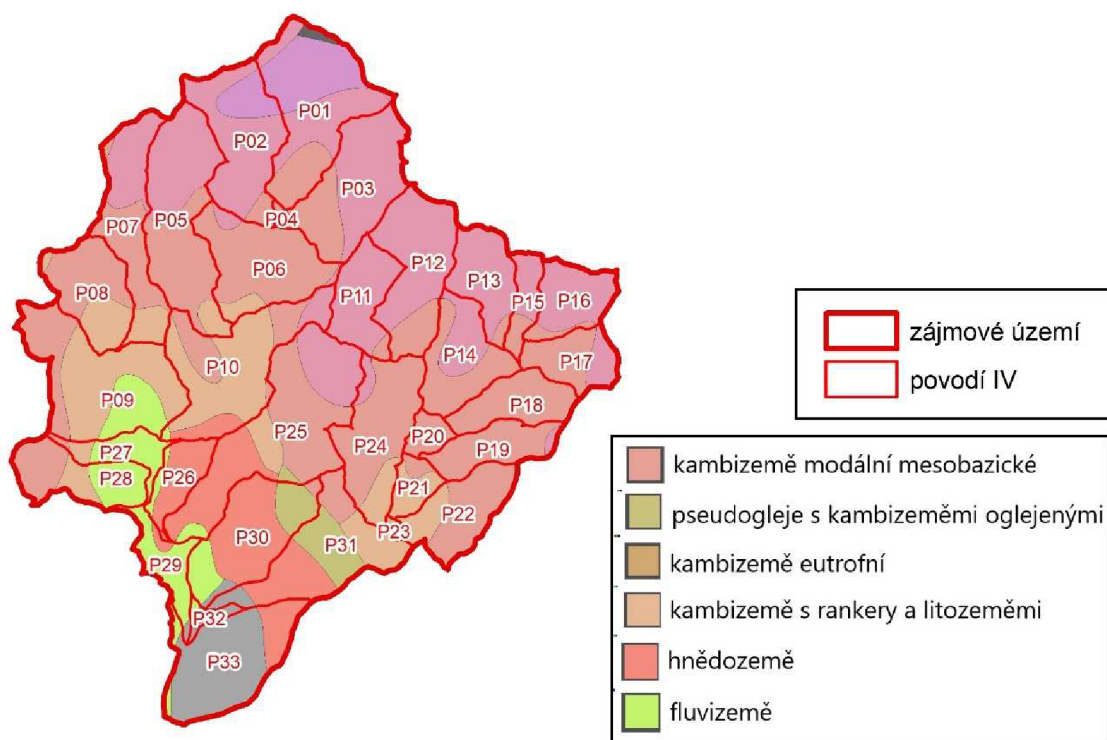 P01
P02
P03
P04
P07
P05
P06
P12
P13
P08
P11
P15
P16
P14
P10
P17
P09
P18
P25
P24
P20
P19
P27
P26
P28
P21
P22
P30
P23
P31
P29
P32
P33
zájmové území
povodí IV
kambizemě modální mesobazické
pseudogleje s kambizeměmi oglejenými
kambizemě eutrofní
kambizemě s rankery a litozeměmi
hnědozemě
fluvizemě